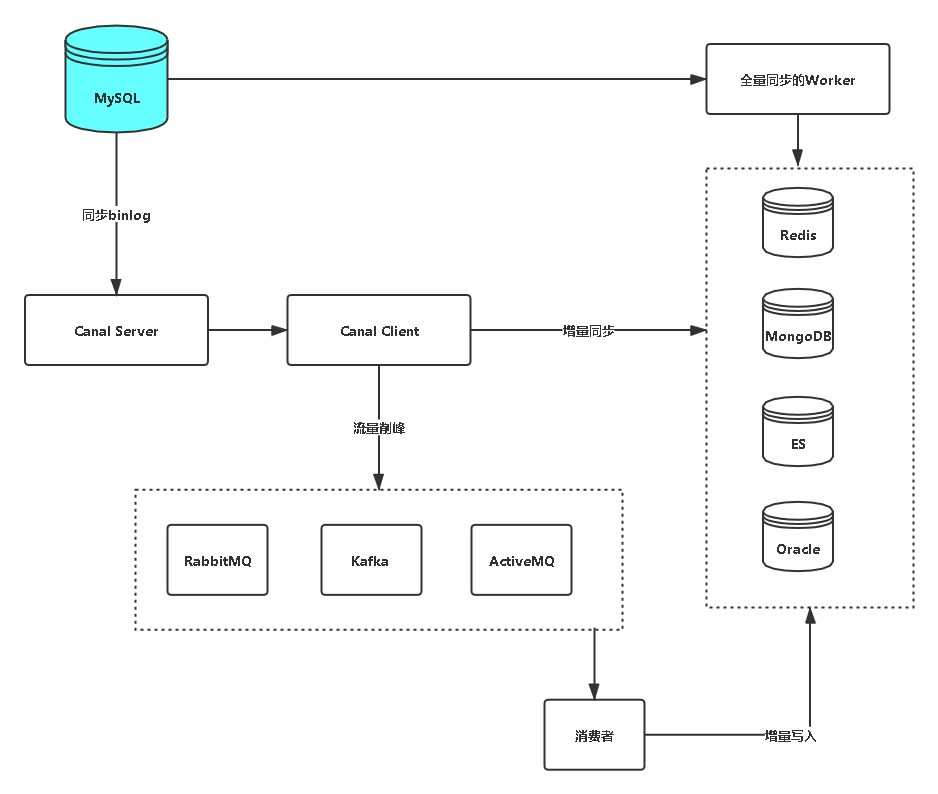 MySQL
全量同步的Worker
同步binlog
Redis
Canal Server
Canal Client
增量同步
MongoDB
流量削峰
ES
RabbitMQ
Kafka
ActiveMQ
Oracle
消费者
增量写入